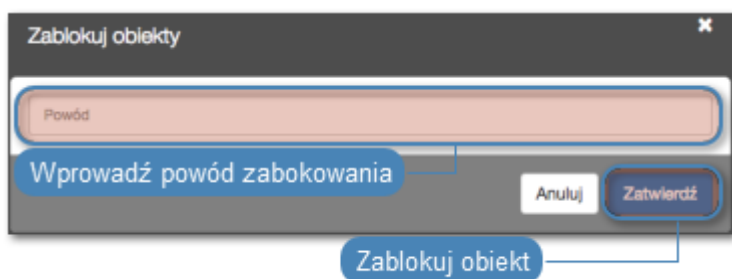 Zablokuj obiekty
Powód
Wprowadź powód zabokowania
Anuluj
Zatwierdź
Zablokuj obiekt